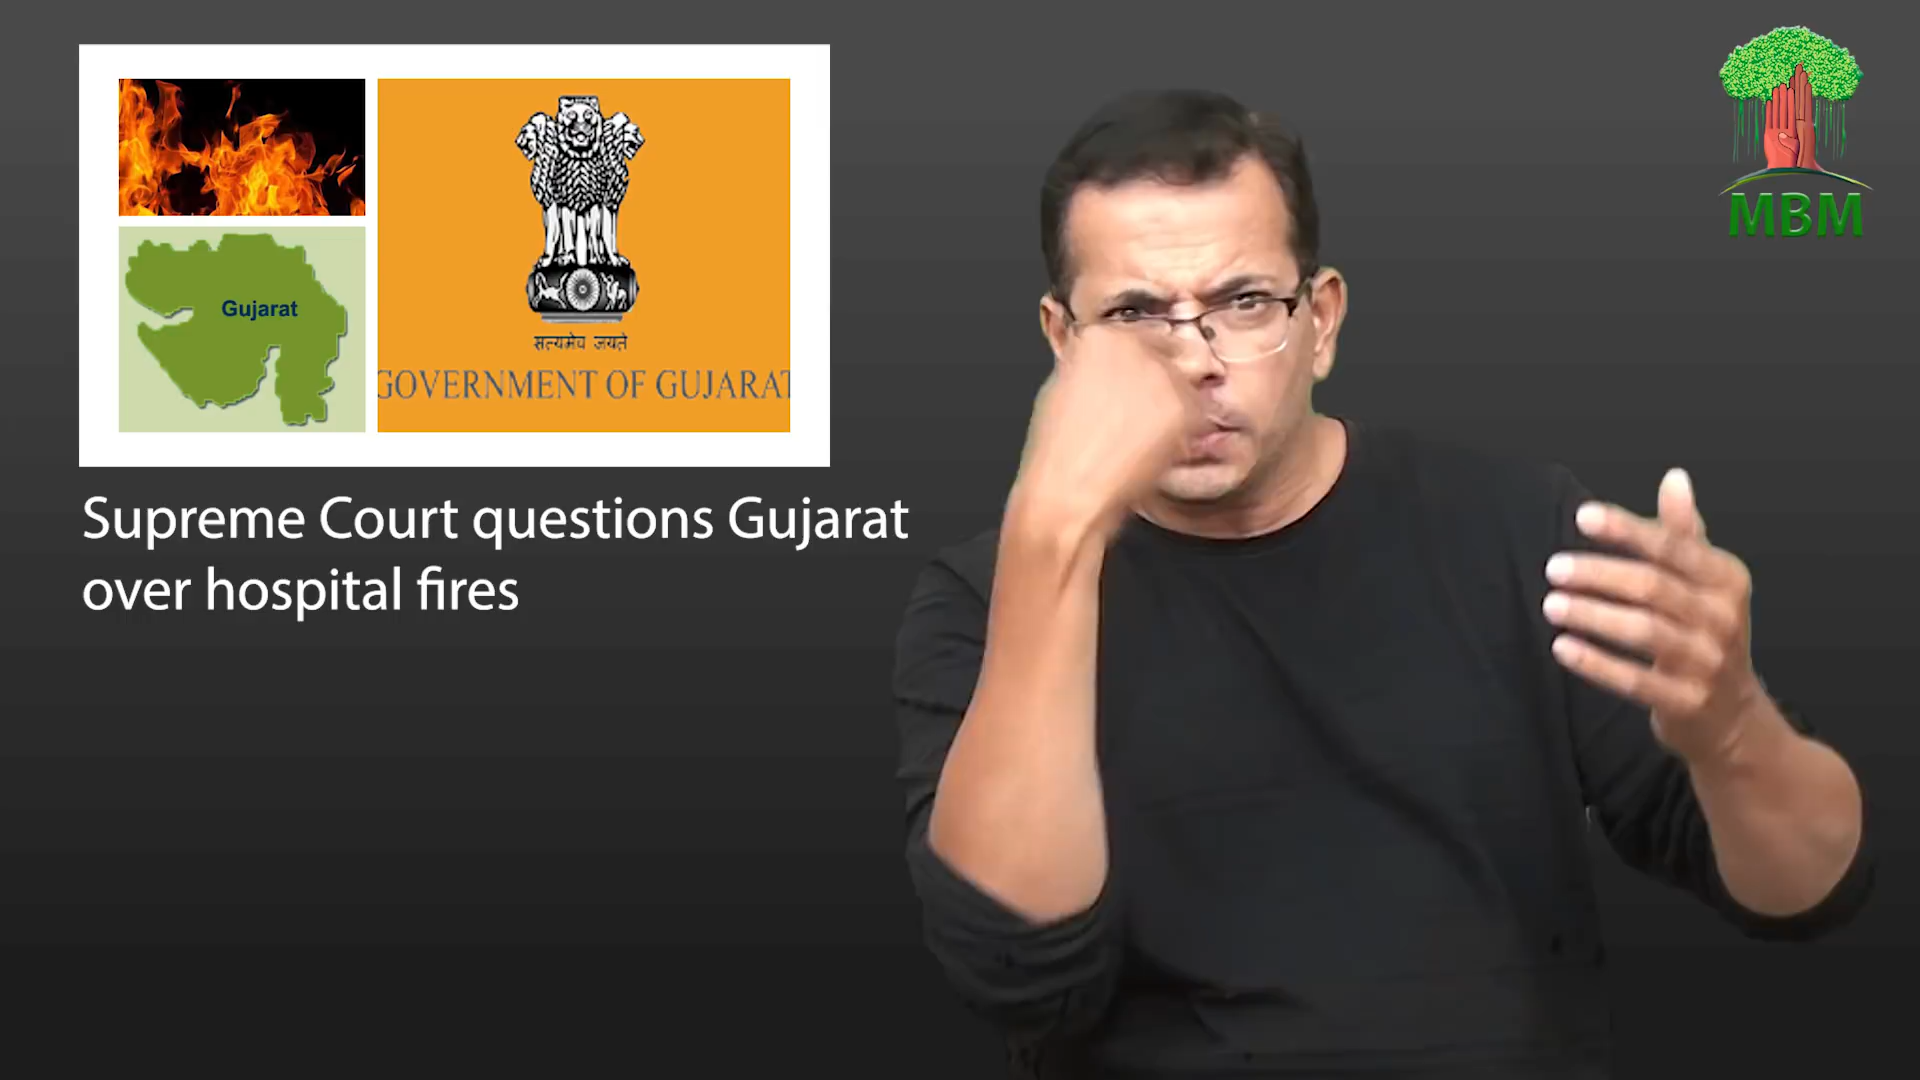 Gujarat
सत्यमेव जयते
GOVERNMENT OF GUJARAT
Supreme Court questions Gujarat
over hospital fires
MBM